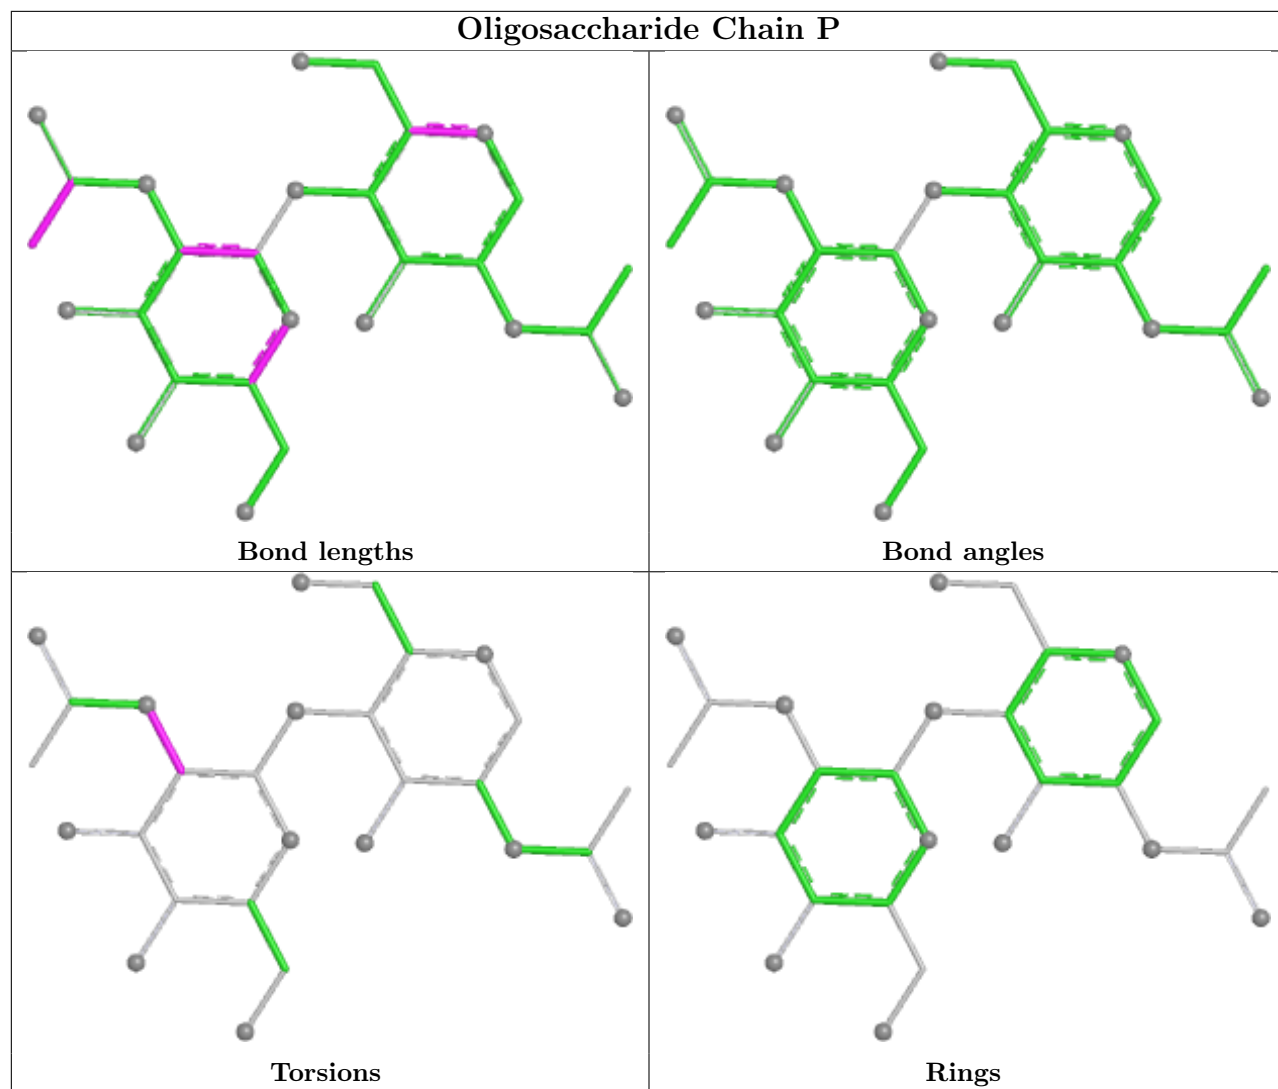 Oligosaccharide Chain P
Bond lengths
Bond angles
Torsions
Rings